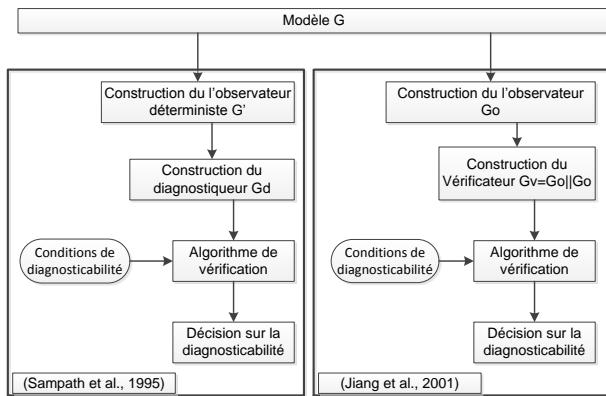 Modèle G
Construction du l'observateur
déterministe G'
Construction du
diagnostiqueur Gd
Conditions de
diagnosticabilité
Algorithme de
vérification
Décision sur la
diagnosticabilité
(Sampath et al., 1995)
Construction du l'observateur
Go
Construction du
Vérificateur Gv=Go||Go
Conditions de
diagnosticabilité
Algorithme de
vérification
Décision sur la
diagnosticabilité
(Jiang et al., 2001)